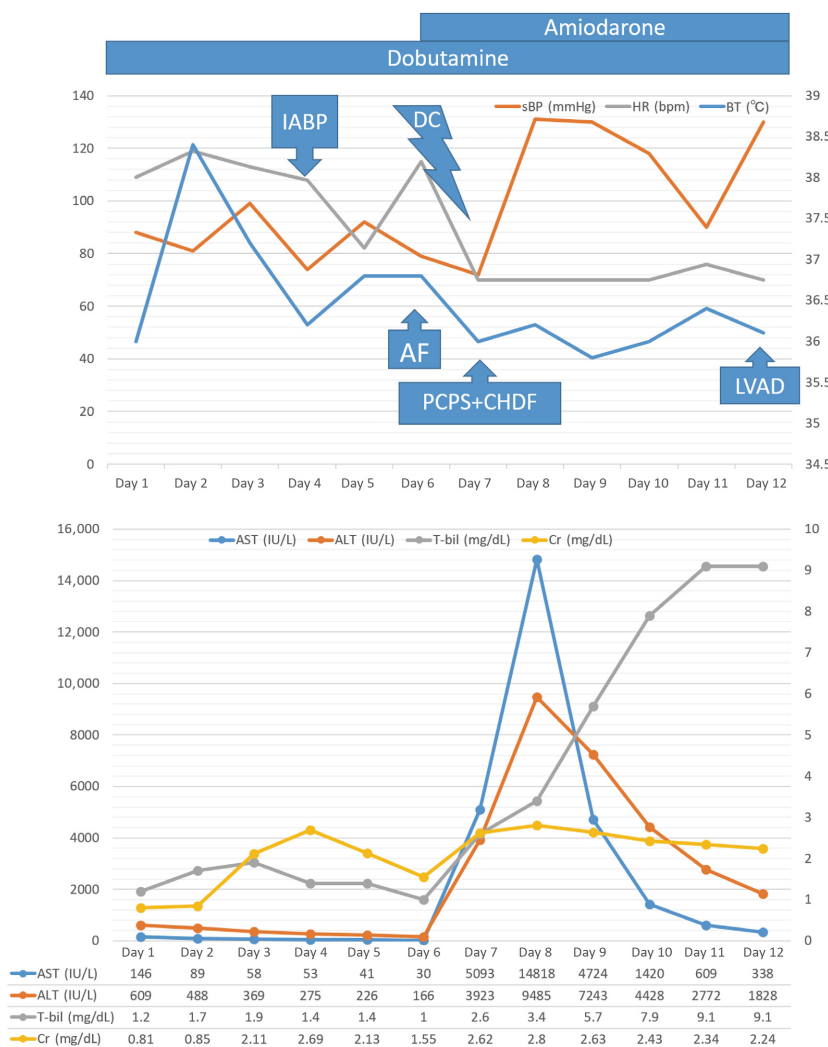 Amiodarone
Dobutamine
140 39
sBP (mmHg) HR (bpm) BT (℃)
IABP DC
120 38.5
100 38
80 37.5
60 37
40 36.5
20 36
0 35.5
35
34.5
AF
PCPS+CHDF
LVAD
Day 1 Day 2 Day 3 Day 4 Day 5 Day 6 Day 7 Day 8 Day 9 Day 10 Day 11 Day 12
16,000 10
AST (IU/L) ALT (IU/L) T-bil (mg/dL) Cr (mg/dL)
14,000 9
12,000 8
10,000 7
8000 6
6000 5
4000 4
2000 3
0 2
1
0
Day 1 Day 2 Day 3 Day 4 Day 5 Day 6 Day 7 Day 8 Day 9 Day 10 Day 11 Day 12
AST (IU/L) 146 89 58 53 41 30 5093 14818 4724 1420 609 338
ALT (IU/L) 609 488 369 275 226 166 3923 9485 7243 4428 2772 1828
T-bil (mg/dL) 1.2 1.7 1.9 1.4 1.4 1 2.6 3.4 5.7 7.9 9.1 9.1
Cr (mg/dL) 0.81 0.85 2.11 2.69 2.13 1.55 2.62 2.8 2.63 2.43 2.34 2.24